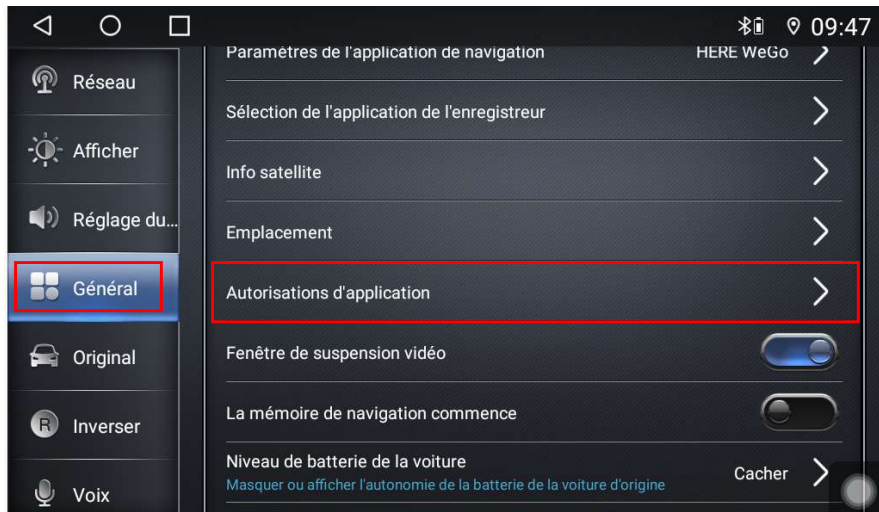 09:47
Réseau
Afficher
Réglage du...
Général
Original
R Inverser
Voix
Paramètres de l'application de navigation HERE WeGo
Sélection de l'application de l'enregistreur
Info satellite
Emplacement
Autorisations d'application
Fenêtre de suspension vidéo
La mémoire de navigation commence
Niveau de batterie de la voiture
Masquer ou afficher l'autonomie de la batterie de la voiture d'origine
Cacher